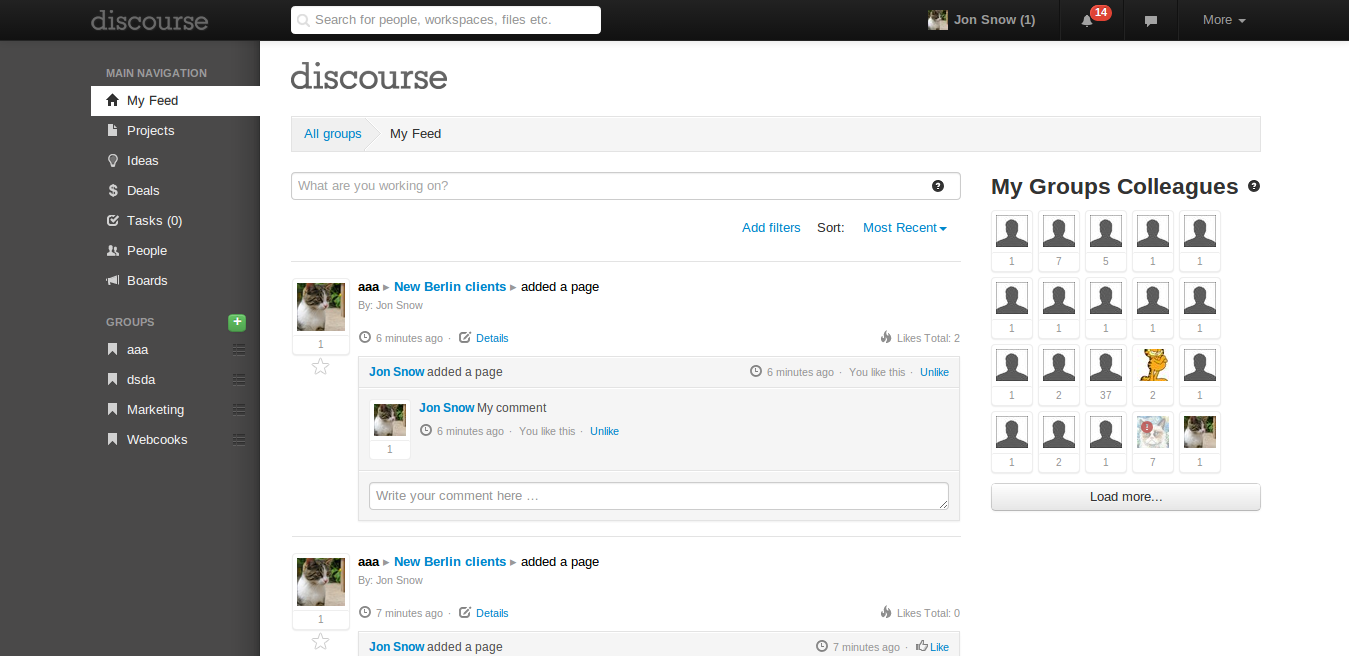 discourse
Search for people, workspaces, files etc.
Jon Snow (1)
14
More
MAIN NAVIGATION
My Feed
Projects
Ideas
Deals
Tasks (0)
People
Boards
GROUPS
aaa
dsda
Marketing
Webcooks
discourse
All groups
My Feed
What are you working on?
Add filters Sort: Most Recent
aaa ▸ New Berlin clients ▸ added a page
By: Jon Snow
1
6 minutes ago · Details
Likes Total: 2
Jon Snow added a page
6 minutes ago · You like this · Unlike
Jon Snow My comment
6 minutes ago · You like this · Unlike
1
Write your comment here …
aaa ▸ New Berlin clients ▸ added a page
By: Jon Snow
1
7 minutes ago · Details
Likes Total: 0
Jon Snow added a page
7 minutes ago · Like
My Groups Colleagues
1 7 5 1 1
1 1 1 1 1
1 2 37 2 1
1 2 1 7 1
Load more...